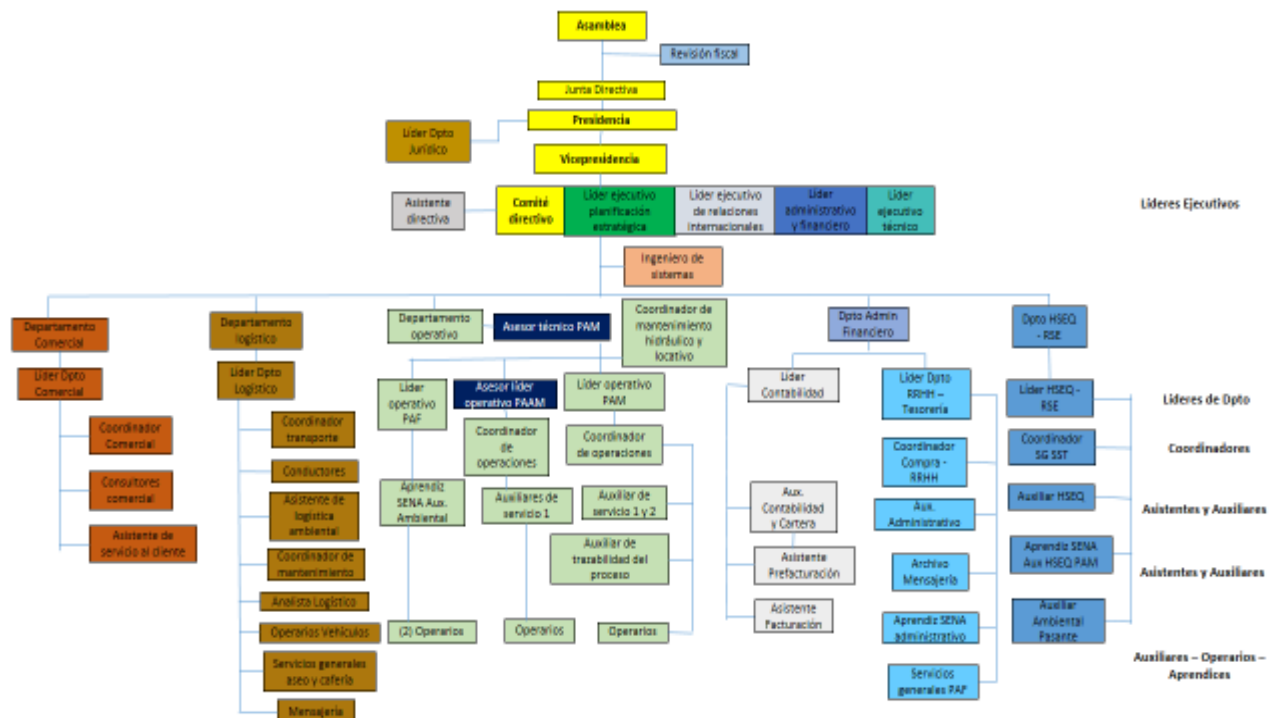 Asamblea
Revisión fiscal
Junta Directiva
Presidencia
Líder Dpto
Jurídico
Vicepresidencia
Asistente
directiva
Comité
directivo
Líder ejecutivo
planificación
estratégica
Líder ejecutivo
de relaciones
internacionales
Líder
administrativo
y financiero
Líder
ejecutivo
técnico
Líderes Ejecutivos
Ingeniero de
sistemas
Departamento
Comercial
Departamento
logístico
Departamento
operativo
Asesor técnico PAM
Coordinador de
mantenimiento
hidráulico y
locativo
Dpto Admin
Financiero
Dpto HSEQ
- RSE
Líder Dpto
Comercial
Coordinador
Comercial
Consultores
comercial
Asistente de
servicio al cliente
Líder Dpto
Logístico
Coordinador
transporte
Conductores
Asistente de
logística
ambiental
Coordinador de
mantenimiento
Analista Logístico
Operarios Vehículos
Servicios generales
aseo y cafería
Mensajería
Líder
operativo
PAF
Aprendiz
SENA Aux.
Ambiental
(2) Operarios
Asesor líder
operativo PAAM
Coordinador
de
operaciones
Auxiliares de
servicio 1
Operarios
Líder operativo
PAM
Coordinador
de operaciones
Auxiliar de
servicio 1 y 2
Auxiliar de
trazabilidad del
proceso
Operarios
Líder
Contabilidad
Aux.
Contabilidad
y Cartera
Asistente
Prefacturación
Asistente
Facturación
Líder Dpto
RRHH –
Tesorería
Coordinador
Compra -
RRHH
Aux.
Administrativo
Archivo
Mensajería
Aprendiz SENA
administrativo
Servicios
generales PAF
Líder HSEQ -
RSE
Coordinador
SG SST
Auxiliar HSEQ
Aprendiz SENA
Aux HSEQ PAM
Auxiliar
Ambiental
Pasante
Líderes de Dpto
Coordinadores
Asistentes y Auxiliares
Asistentes y Auxiliares
Auxiliares – Operarios –
Aprendices